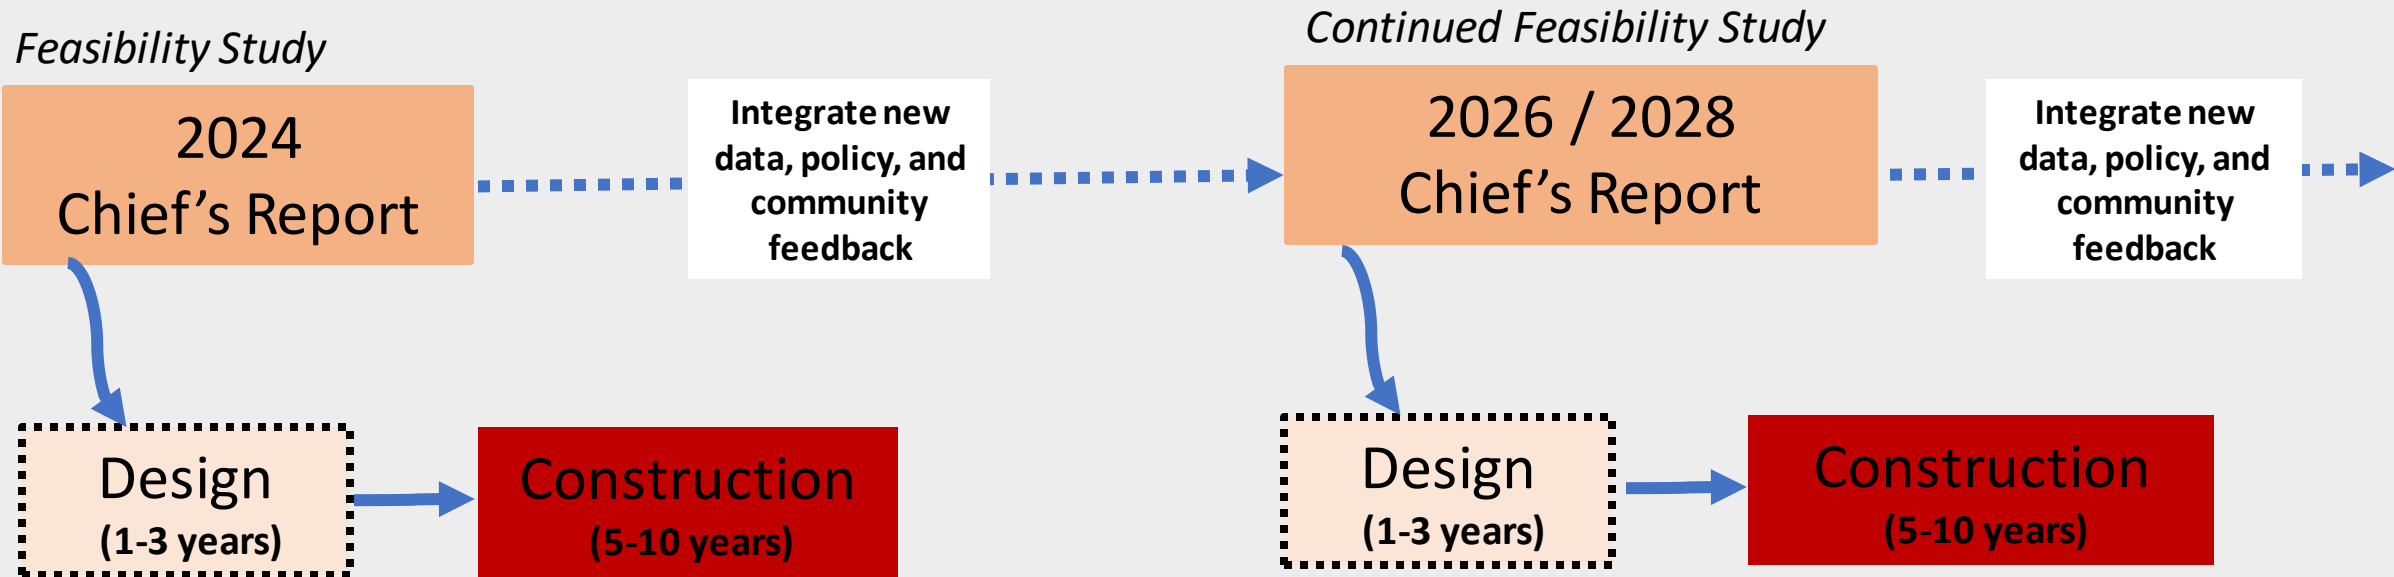 Feasibility Study
2024
Chief’s Report
Integrate new
data, policy, and
community
feedback
Continued Feasibility Study
2026 / 2028
Chief’s Report
Integrate new
data, policy, and
community
feedback
Design
(1-3 years)
Construction
(5-10 years)
Design
(1-3 years)
Construction
(5-10 years)